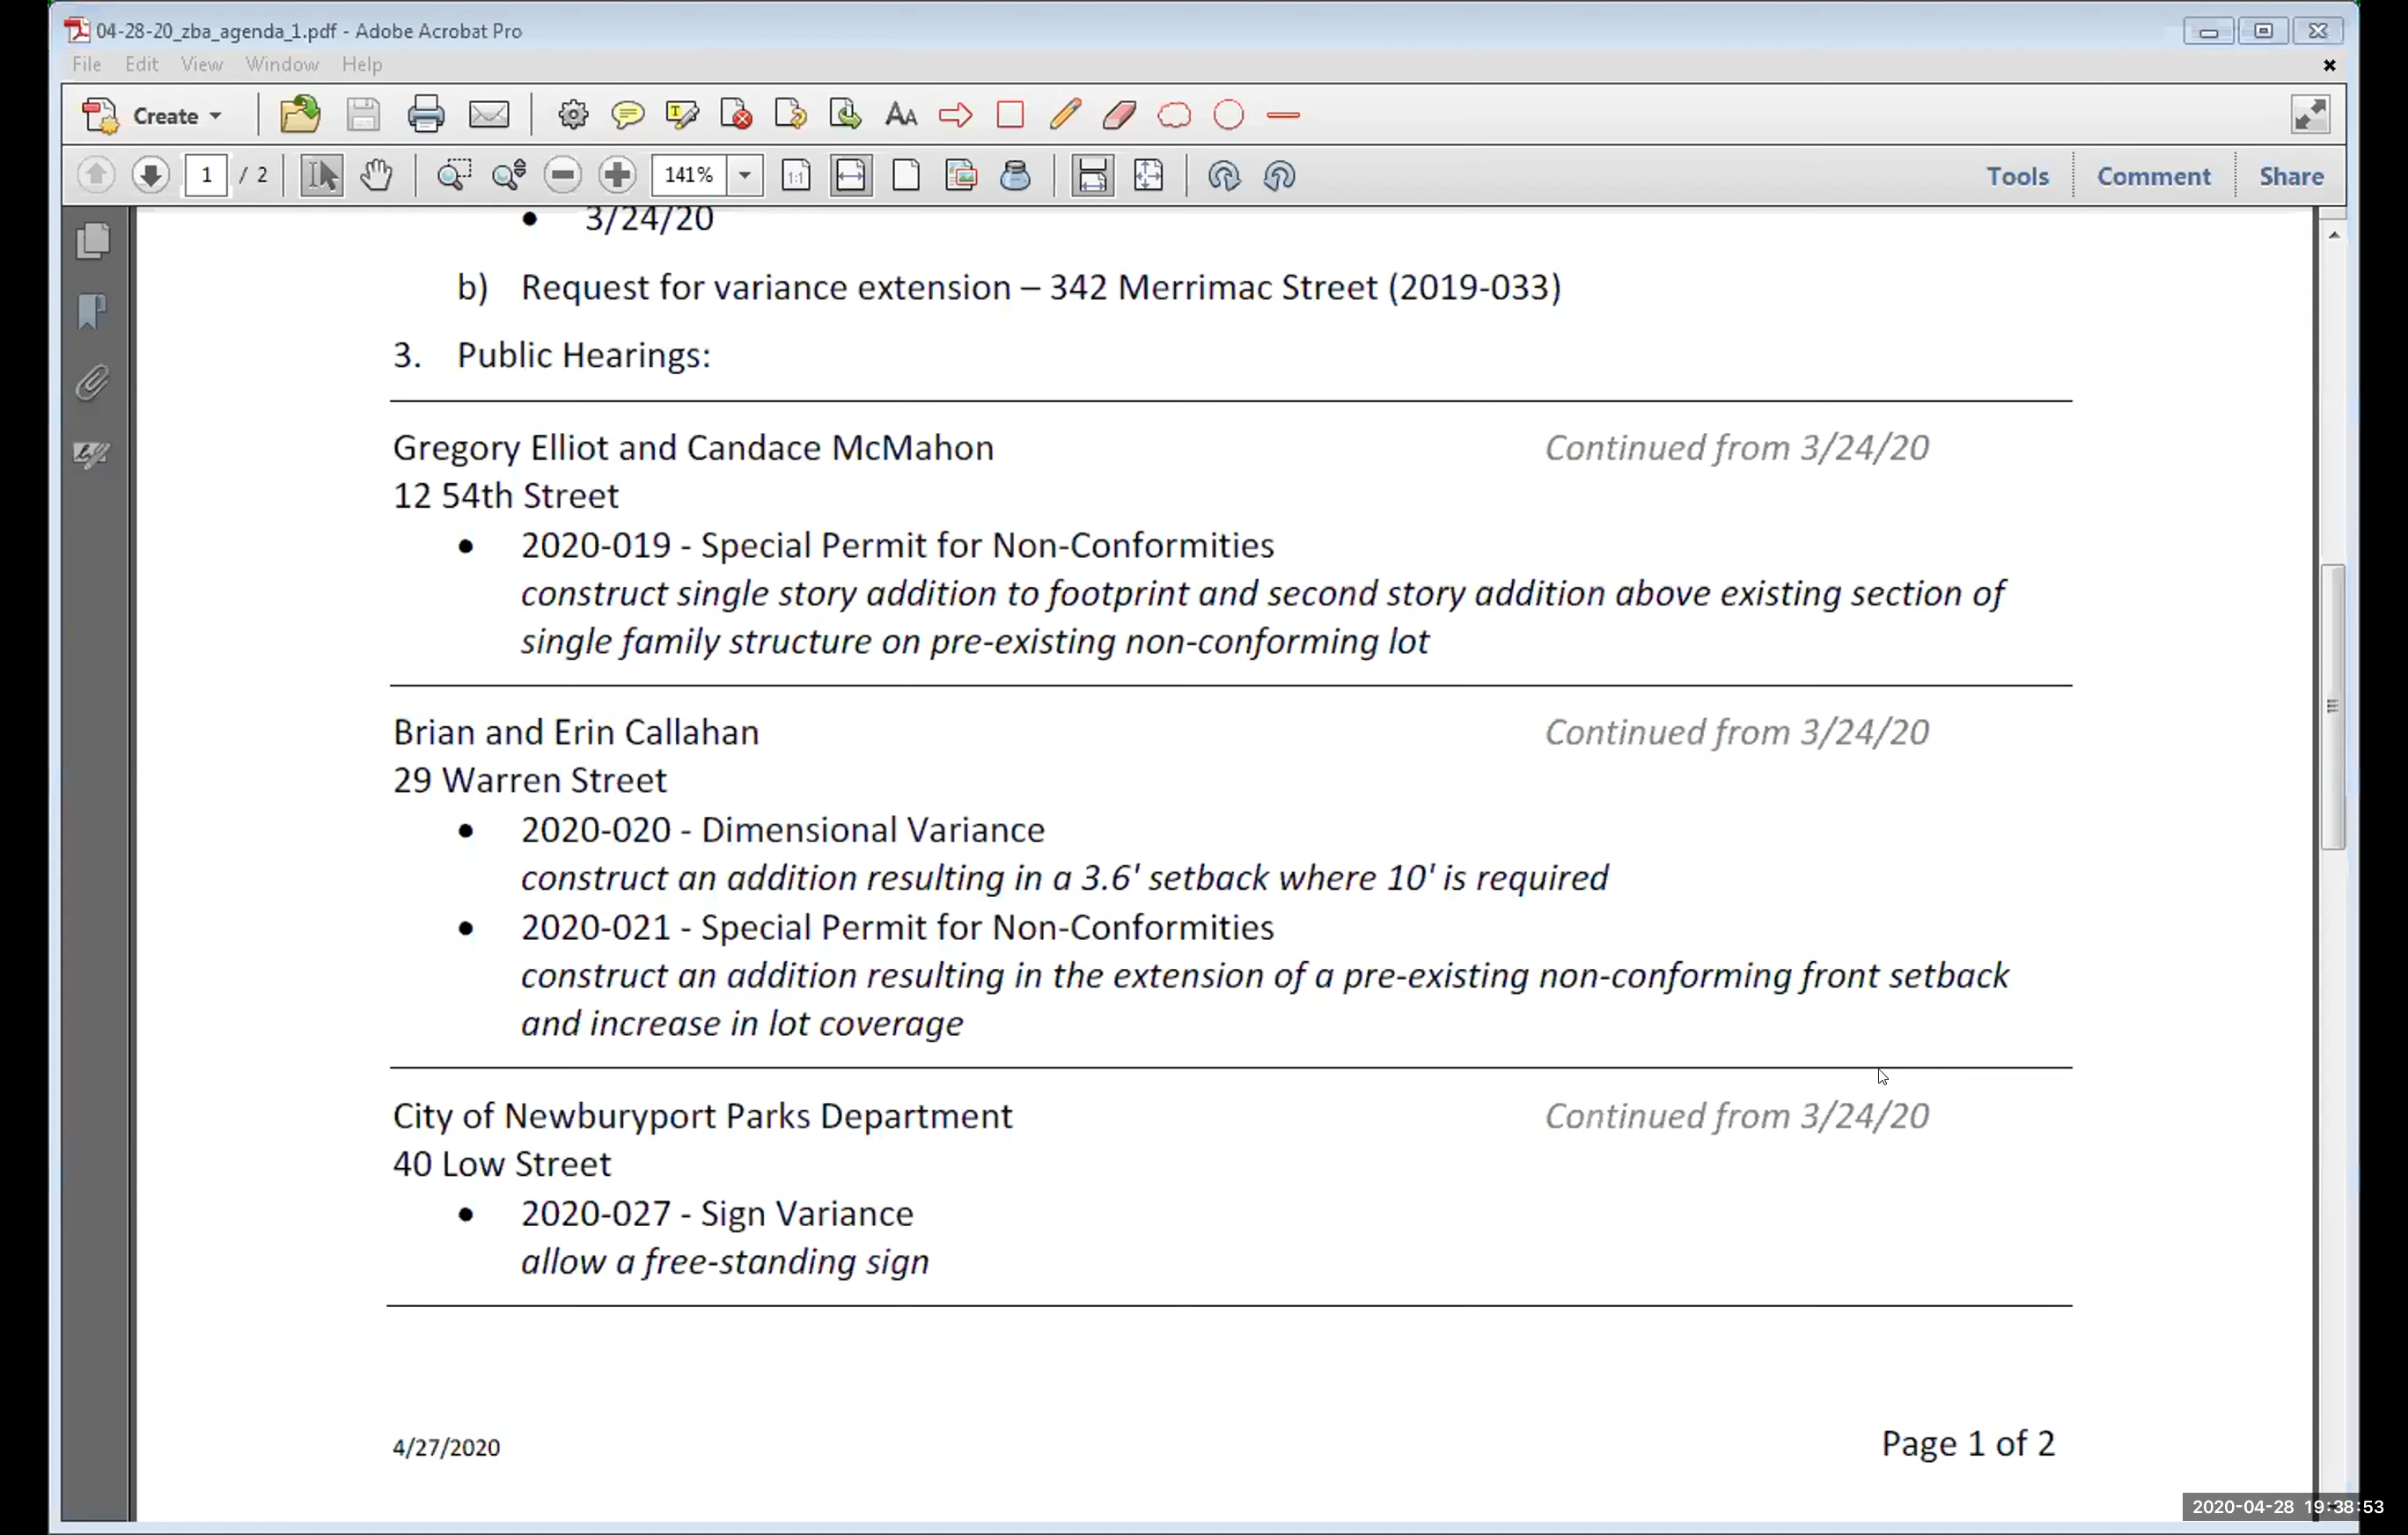 04-28-20_zba_agenda_1.pdf - Adobe Acrobat Pro
File Edit View Window Help
Create
1 / 2
141%
1:1
Tools Comment Share
• 3/24/20
b) Request for variance extension – 342 Merrimac Street (2019-033)
3. Public Hearings:
Gregory Elliot and Candace McMahon Continued from 3/24/20
12 54th Street
• 2020-019 - Special Permit for Non-Conformities
construct single story addition to footprint and second story addition above existing section of
single family structure on pre-existing non-conforming lot
Brian and Erin Callahan Continued from 3/24/20
29 Warren Street
• 2020-020 - Dimensional Variance
construct an addition resulting in a 3.6' setback where 10' is required
• 2020-021 - Special Permit for Non-Conformities
construct an addition resulting in the extension of a pre-existing non-conforming front setback
and increase in lot coverage
City of Newburyport Parks Department Continued from 3/24/20
40 Low Street
• 2020-027 - Sign Variance
allow a free-standing sign
4/27/2020 Page 1 of 2
2020-04-28 19:38:53